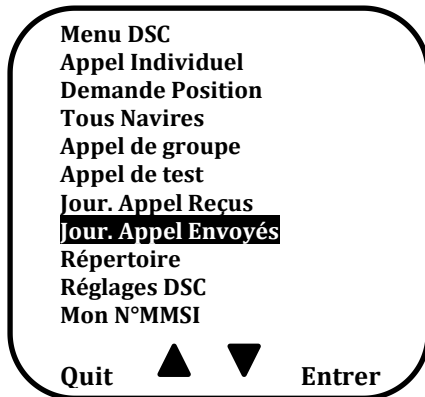 Menu DSC
Appel Individuel
Demande Position
Tous Navires
Appel de groupe
Appel de test
Jour. Appel Reçus
Jour. Appel Envoyés
Répertoire
Réglages DSC
Mon N°MMSI
Quit ▲ ▼ Entrer